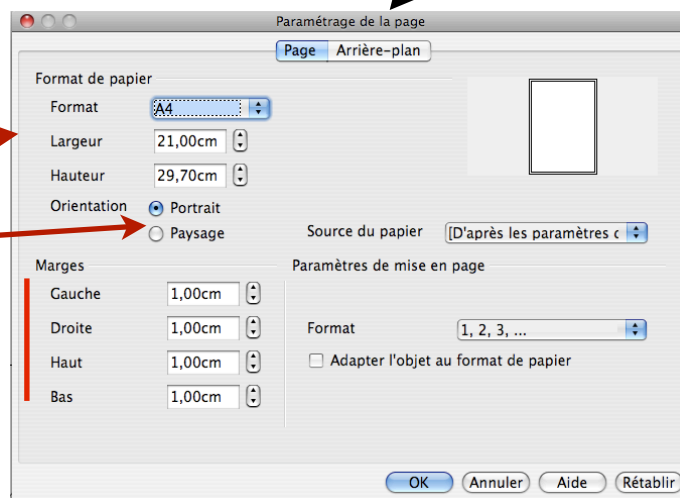 Paramétrage de la page
Page Arrière-plan
Format de papier
Format A4
Largeur 21,00cm
Hauteur 29,70cm
Orientation Portrait
Paysage
Source du papier [D'après les paramètres c
Marges
Gauche 1,00cm
Droite 1,00cm
Haut 1,00cm
Bas 1,00cm
Paramètres de mise en page
Format 1, 2, 3, ...
Adapter l'objet au format de papier
OK Annuler Aide Rétablir